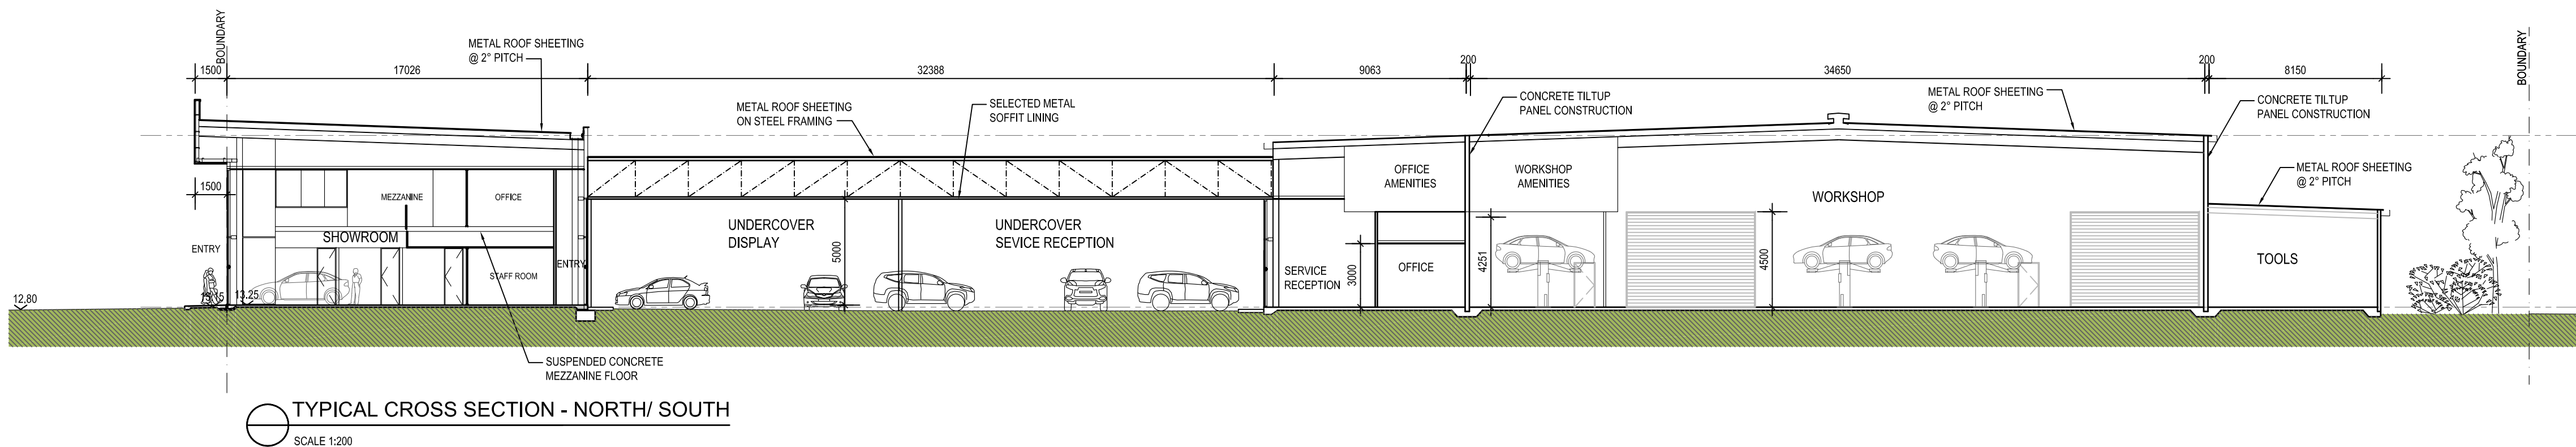 BOUNDARY
METAL ROOF SHEETING
@ 2° PITCH
1500
17026
32388
9063
200
34650
200
8150
BOUNDARY
METAL ROOF SHEETING
ON STEEL FRAMING
SELECTED METAL
SOFFIT LINING
CONCRETE TILTUP
PANEL CONSTRUCTION
METAL ROOF SHEETING
@ 2° PITCH
CONCRETE TILTUP
PANEL CONSTRUCTION
METAL ROOF SHEETING
@ 2° PITCH
1500
MEZZANINE
OFFICE
OFFICE
AMENITIES
WORKSHOP
AMENITIES
WORKSHOP
ENTRY
SHOWROOM
STAFF ROOM
ENTRY
UNDERCOVER
DISPLAY
5000
UNDERCOVER
SEVICE RECEPTION
SERVICE
RECEPTION
3000
OFFICE
4251
4500
TOOLS
12,80
13.25
SUSPENDED CONCRETE
MEZZANINE FLOOR
TYPICAL CROSS SECTION - NORTH/ SOUTH
SCALE 1:200